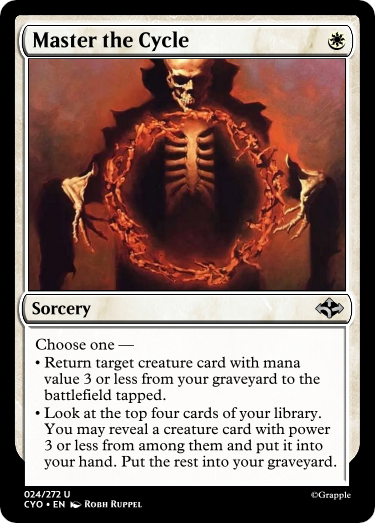 Master the Cycle
Sorcery
Choose one —
• Return target creature card with mana
value 3 or less from your graveyard to the
battlefield tapped.
• Look at the top four cards of your library.
You may reveal a creature card with power
3 or less from among them and put it into
your hand. Put the rest into your graveyard.
024/272 U
CYO • EN Robh Ruppel
©Grapple